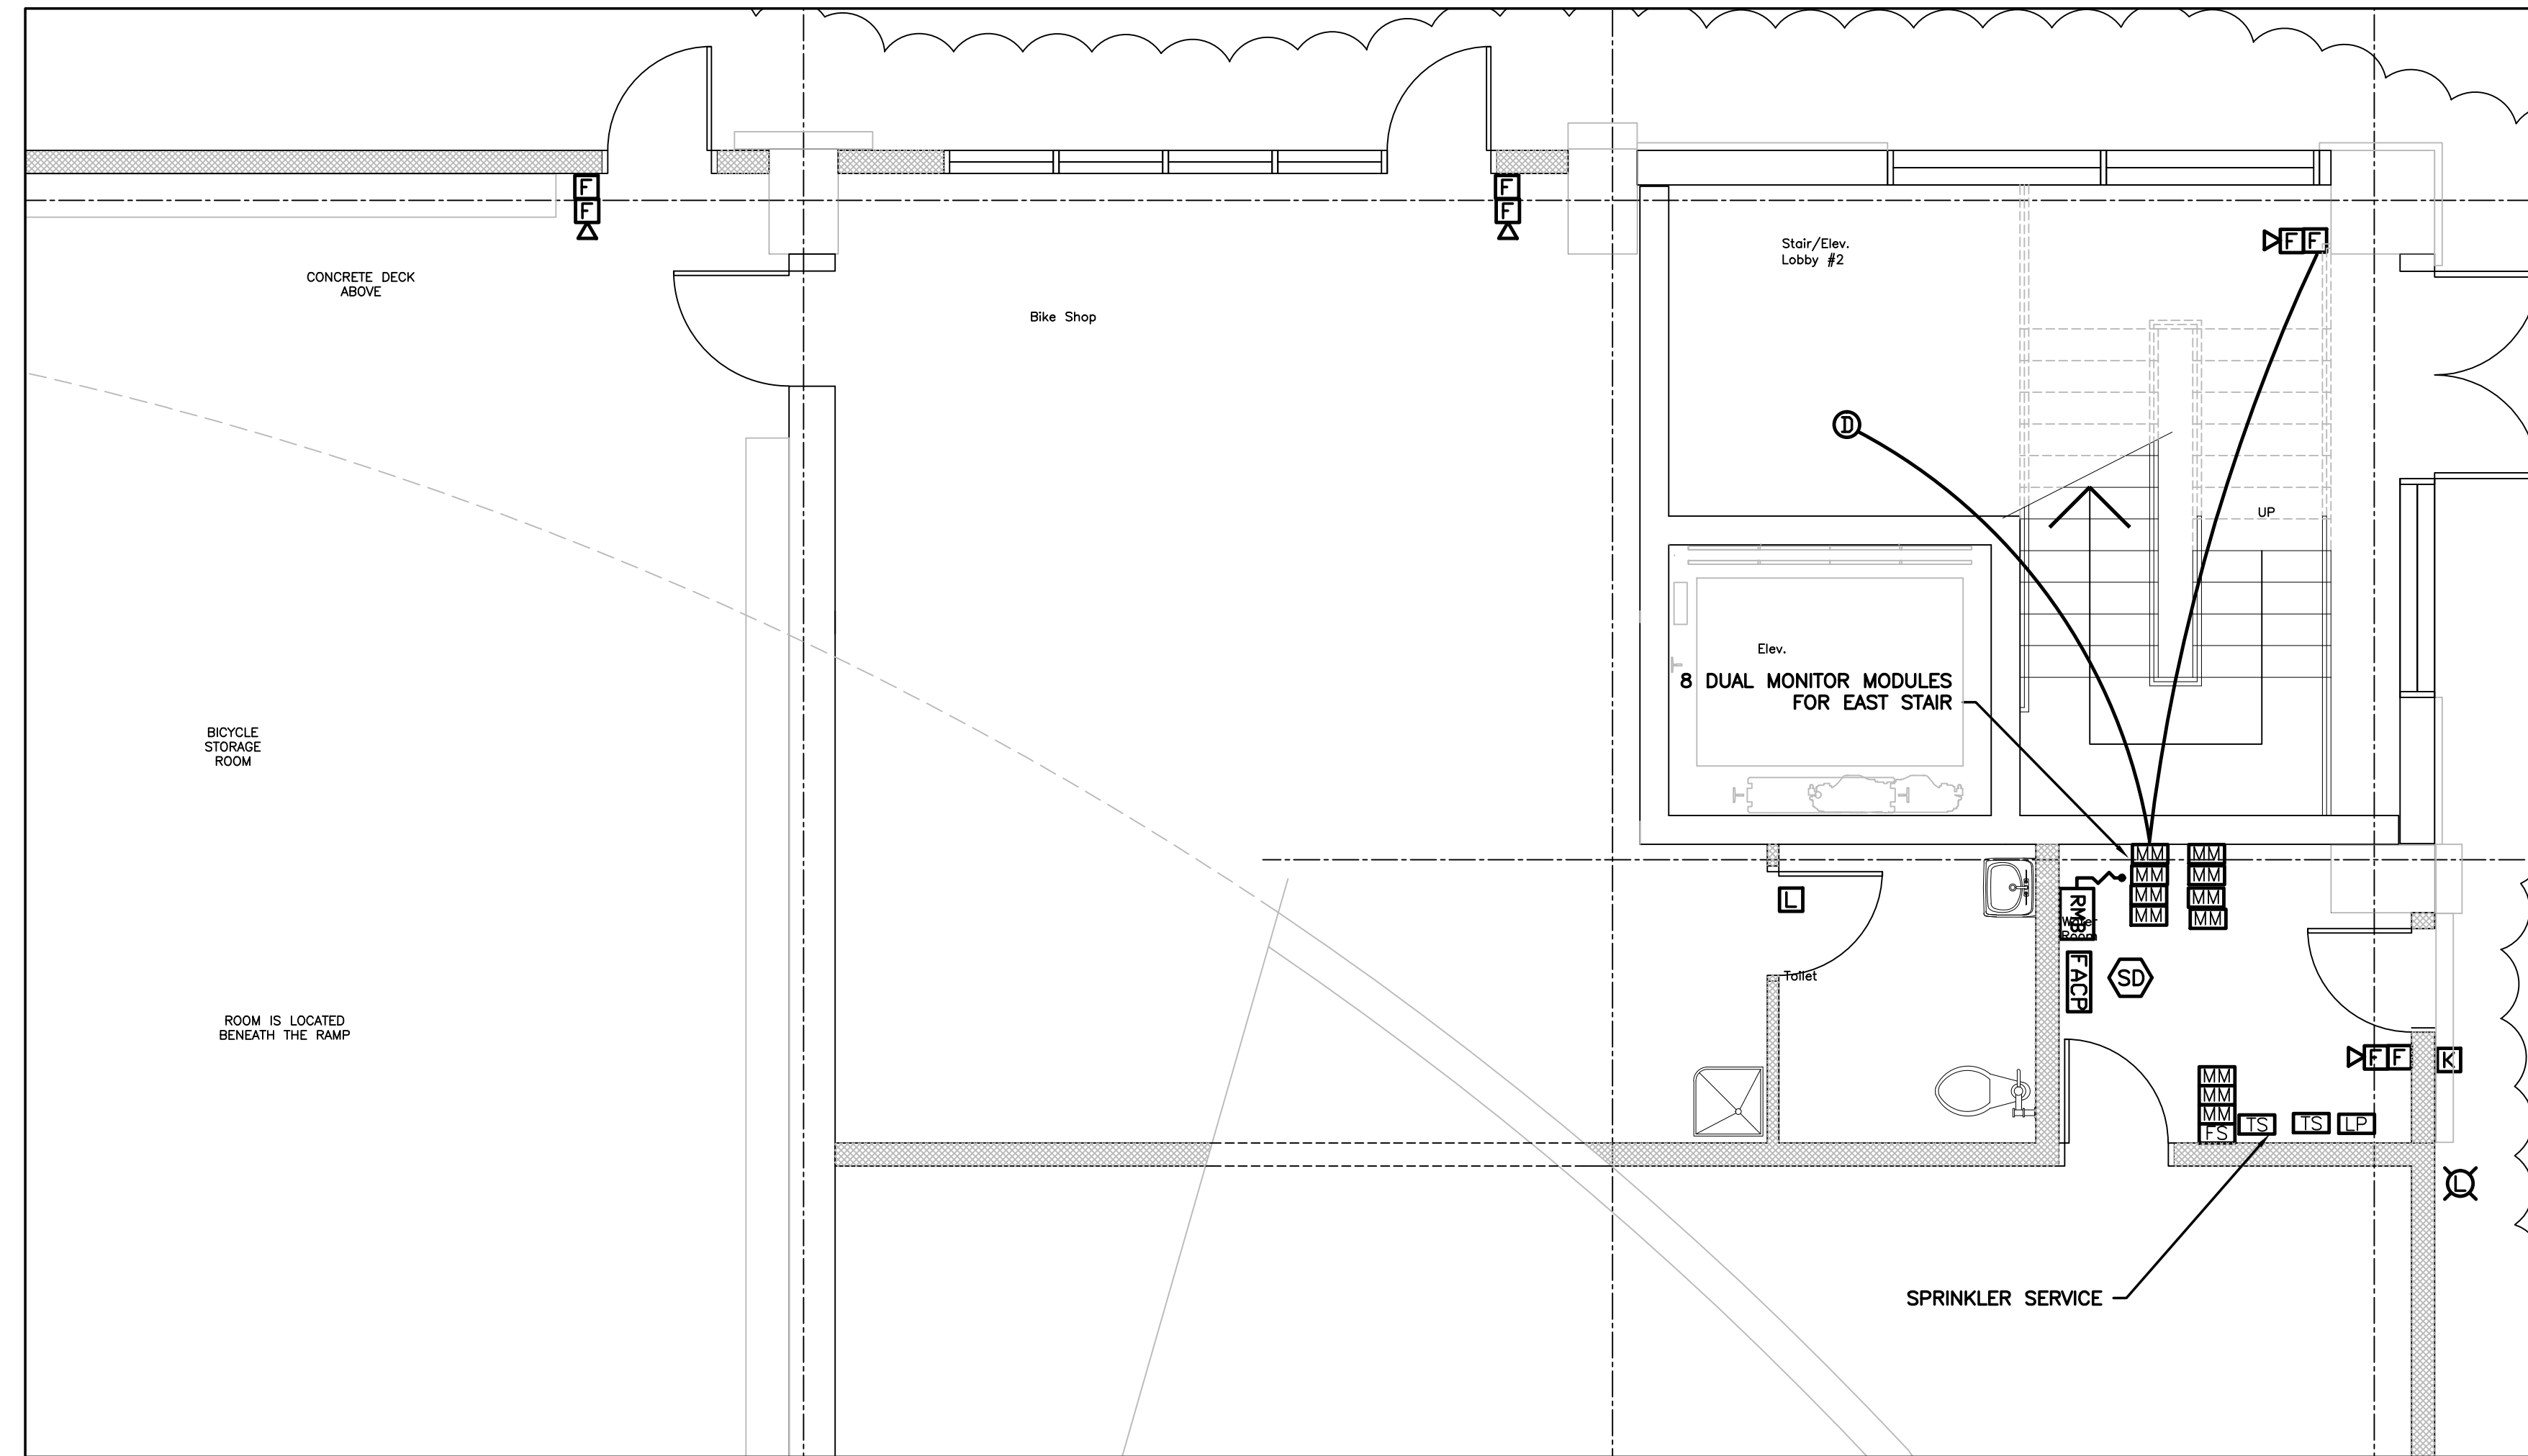 F
F
F
F
Stair/Elev.
Lobby #2
F F
CONCRETE DECK
ABOVE
Bike Shop
D
UP
Elev.
8 DUAL MONITOR MODULES
FOR EAST STAIR
BICYCLE
STORAGE
ROOM
MM MM
MM MM
MM MM
MM MM
L
RMB
Water
Room
Toilet
FACP
SD
ROOM IS LOCATED
BENEATH THE RAMP
F F K
MM
MM
MM
FS TS TS LP
L
SPRINKLER SERVICE